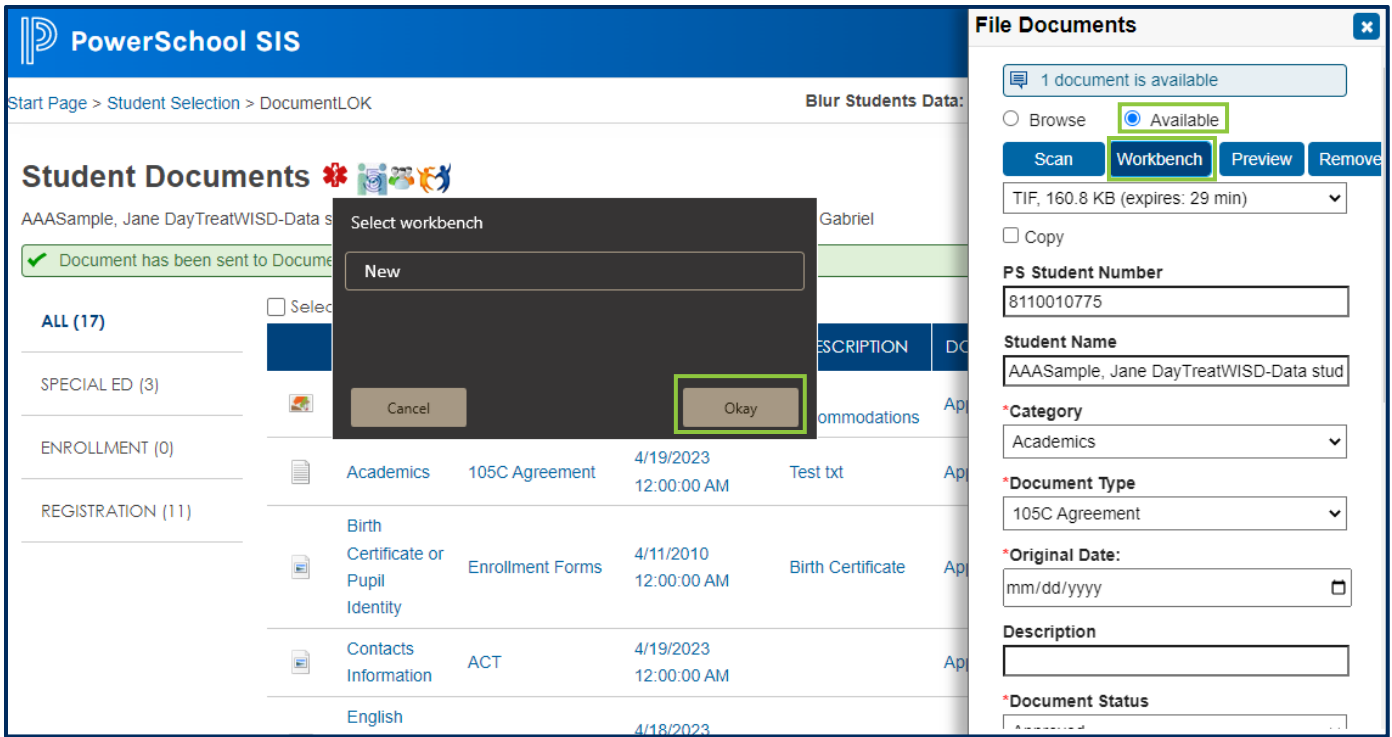 PowerSchool SIS
Start Page > Student Selection > DocumentLOK
Blur Students Data:
Student Documents
AAASample, Jane DayTreatWISD-Data s
Gabriel
Document has been sent to Docume
ALL (17)
SPECIAL ED (3)
ENROLLMENT (0)
REGISTRATION (11)
Selec
ESCRIPTION
DO
ommodations
App
Academics
105C Agreement
4/19/2023
12:00:00 AM
Test txt
App
Birth
Certificate or
Pupil
Identity
Enrollment Forms
4/11/2010
12:00:00 AM
Birth Certificate
App
Contacts
Information
ACT
4/19/2023
12:00:00 AM
App
English
4/18/2023
Select workbench
New
Cancel
Okay
File Documents
1 document is available
Browse
Available
Scan
Workbench
Preview
Remove
TIF, 160.8 KB (expires: 29 min)
Copy
PS Student Number
8110010775
Student Name
AAASample, Jane DayTreatWISD-Data stud
*Category
Academics
*Document Type
105C Agreement
*Original Date:
mm/dd/yyyy
Description
*Document Status
Approved